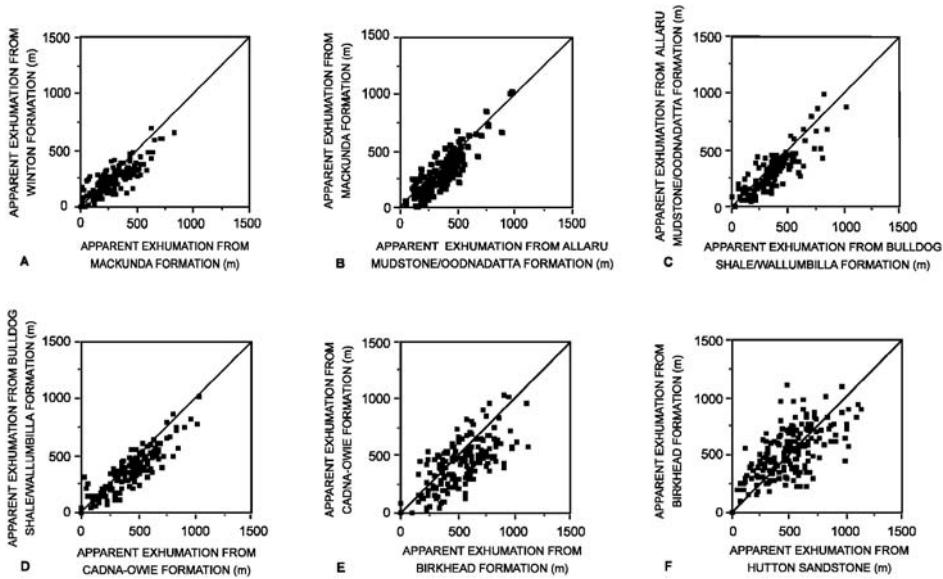 APPARENT EXHUMATION FROM
WINTON FORMATION (m)
1500
1000
500
0
0 500 1000 1500
APPARENT EXHUMATION FROM
A MACKUNDA FORMATION (m)
APPARENT EXHUMATION FROM
MACKUNDA FORMATION (m)
1500
1000
500
0
0 500 1000 1500
APPARENT EXHUMATION FROM ALLARU
B MUDSTONE/OODNADATTA FORMATION (m)
APPARENT EXHUMATION FROM ALLARU
MUDSTONE/OODNADATTA FORMATION (m)
1500
1000
500
0
0 500 1000 1500
APPARENT EXHUMATION FROM BULLDOG
C SHALE/WALLUMBILLA FORMATION (m)
APPARENT EXHUMATION FROM BULLDOG
SHALE/WALLUMBILLA FORMATION (m)
1500
1000
500
0
0 500 1000 1500
APPARENT EXHUMATION FROM
D CADNA-OWIE FORMATION (m)
APPARENT EXHUMATION FROM
CADNA-OWIE FORMATION (m)
1500
1000
500
0
0 500 1000 1500
APPARENT EXHUMATION FROM
E BIRKHEAD FORMATION (m)
APPARENT EXHUMATION FROM
BIRKHEAD FORMATION (m)
1500
1000
500
0
0 500 1000 1500
APPARENT EXHUMATION FROM
F HUTTON SANDSTONE (m)